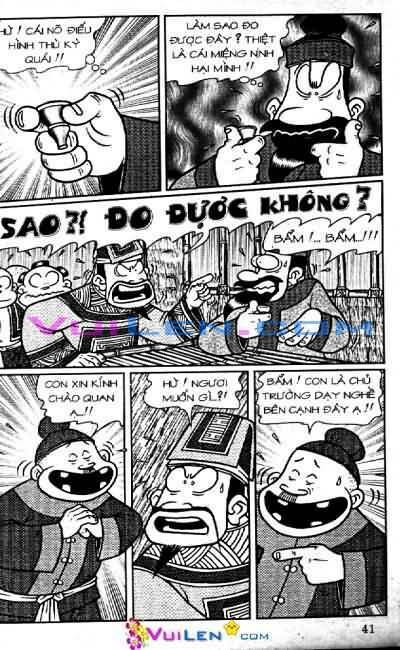 HỪ! CÁI NÕ ĐIẾU
HÌNH THÙ KỲ
QUÁI!!
LÀM SAO ĐO
ĐƯỢC ĐÂY? THIỆT
LÀ CÁI MIỆNG NỊNH
HẠI MÌNH!!
SAO?! ĐO ĐƯỢC KHÔNG?
BẨM!... BẨM...!!!
VUILEN.COM
CON XIN KÍNH
CHÀO QUAN
Ạ...!!
HỪ! NGƯƠI
MUỐN GÌ...?!
BẨM! CON LÀ CHỦ
TRƯỜNG DẠY NGHỀ
BÊN CẠNH ĐÂY Ạ!!
41
VUILEN.COM